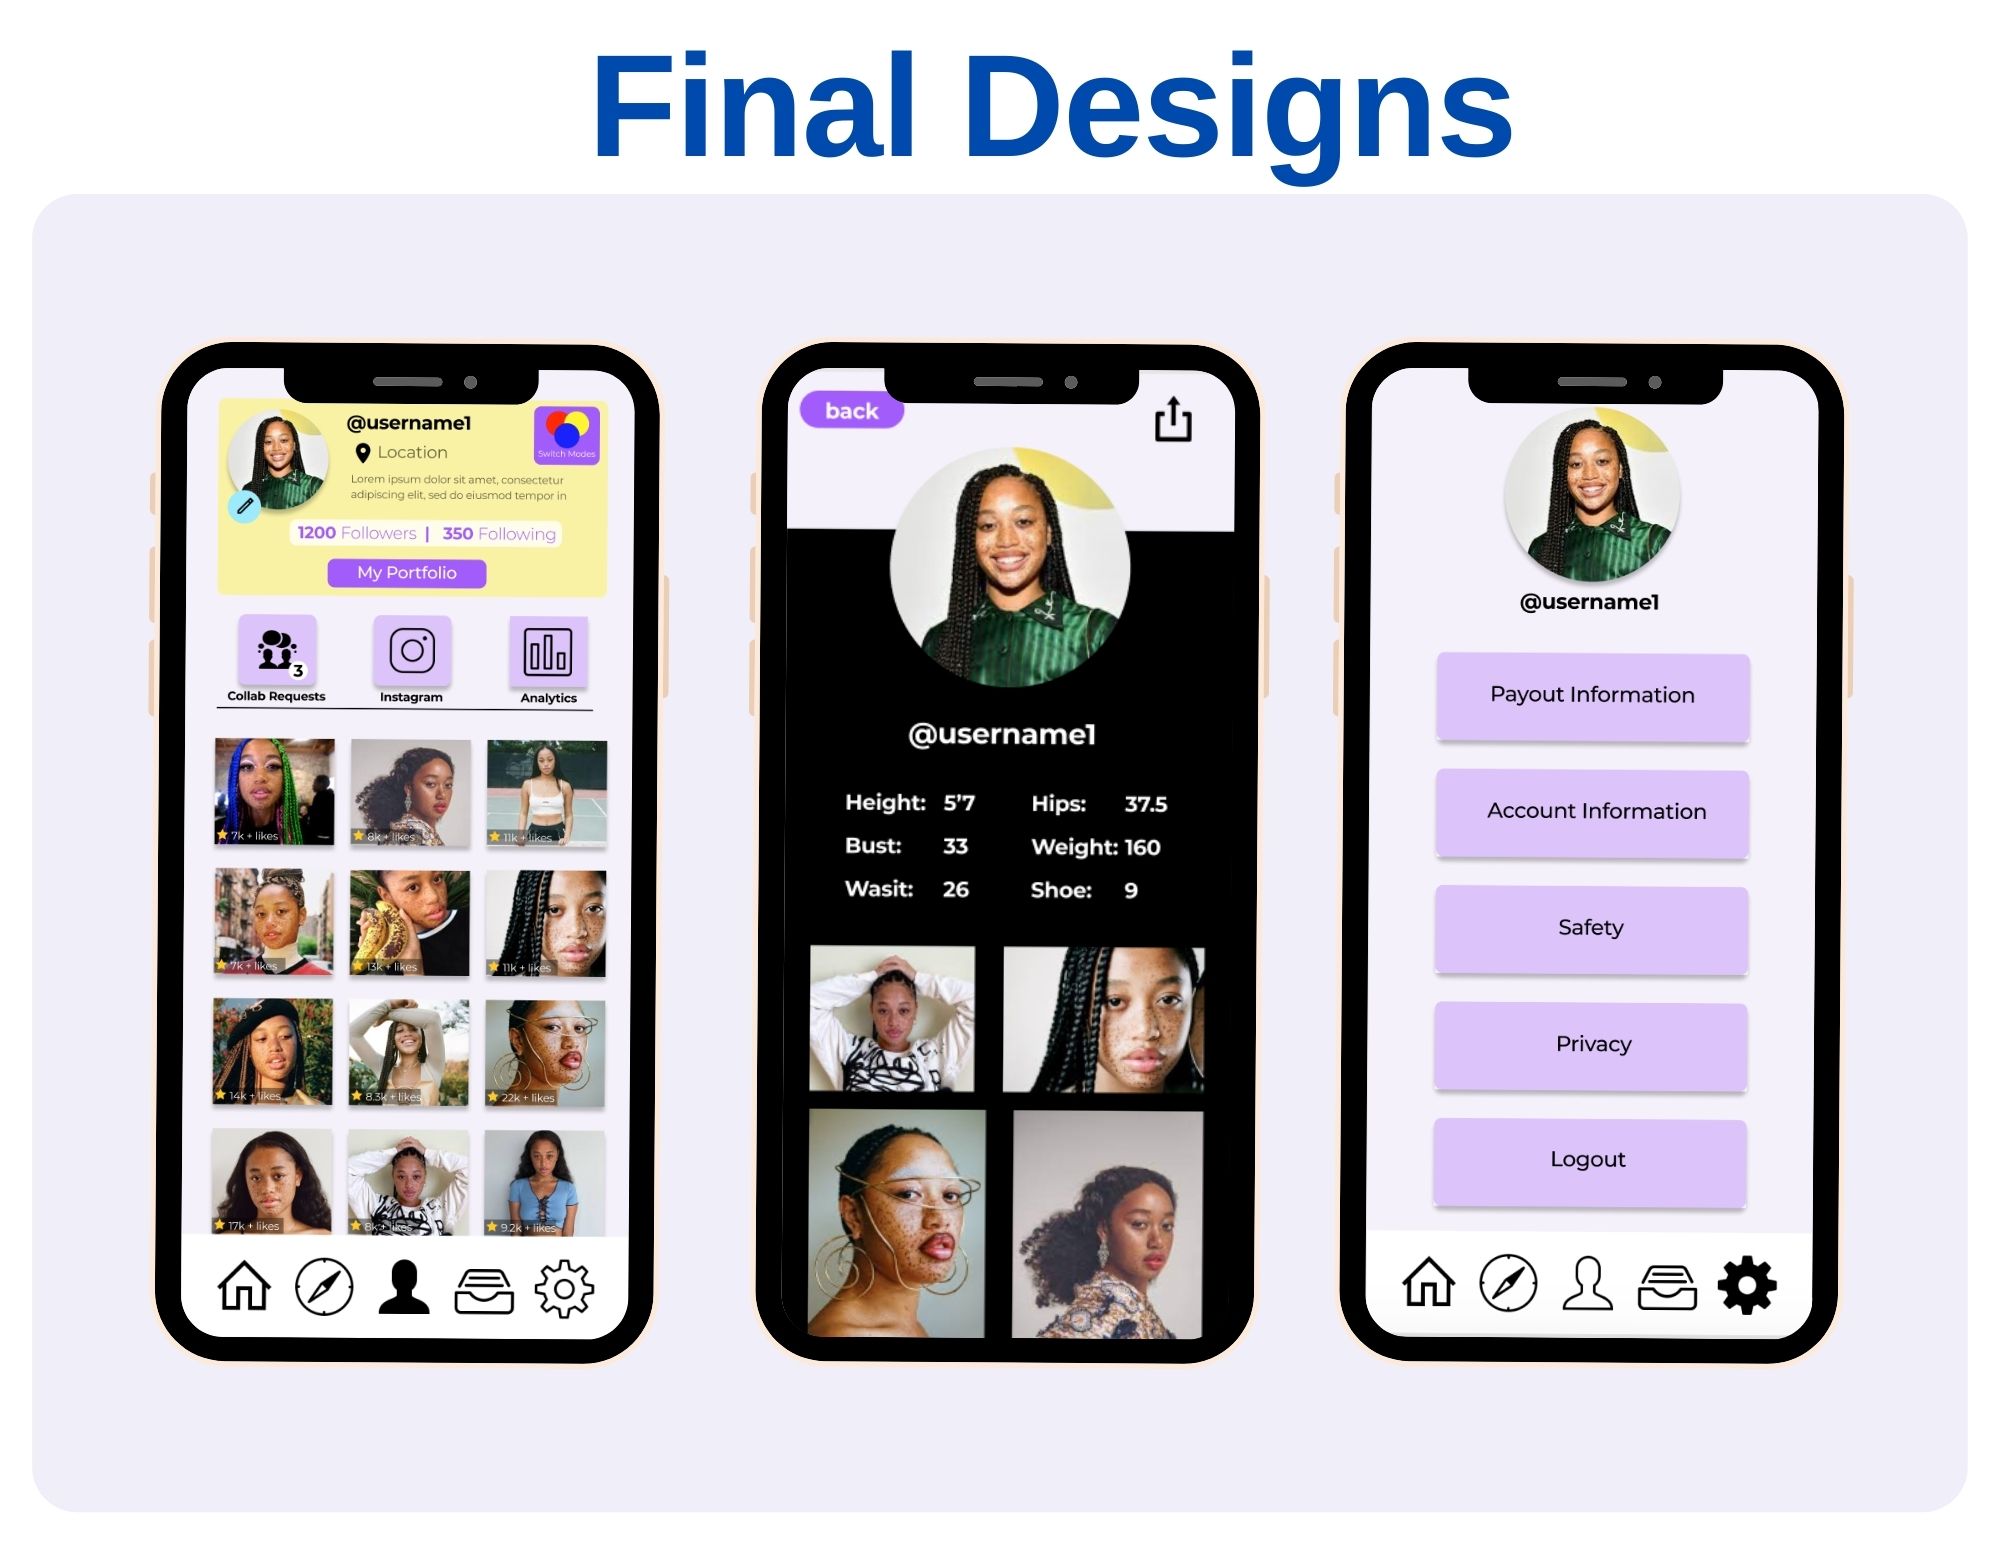 Final Designs
@username1
Location
Switch Modes
Lorem ipsum dolor sit amet, consectetur
adipiscing elit, sed do eiusmod tempor in
1200 Followers | 350 Following
My Portfolio
3
Collab Requests
Instagram
Analytics
7k + likes
8k + likes
11k + likes
7k + likes
13k + likes
11k + likes
14k + likes
8.3k + likes
22k + likes
17k + likes
8k + likes
9.2k + likes
back
@username1
Height: 5'7 Hips: 37.5
Bust: 33 Weight: 160
Wasit: 26 Shoe: 9
@username1
Payout Information
Account Information
Safety
Privacy
Logout